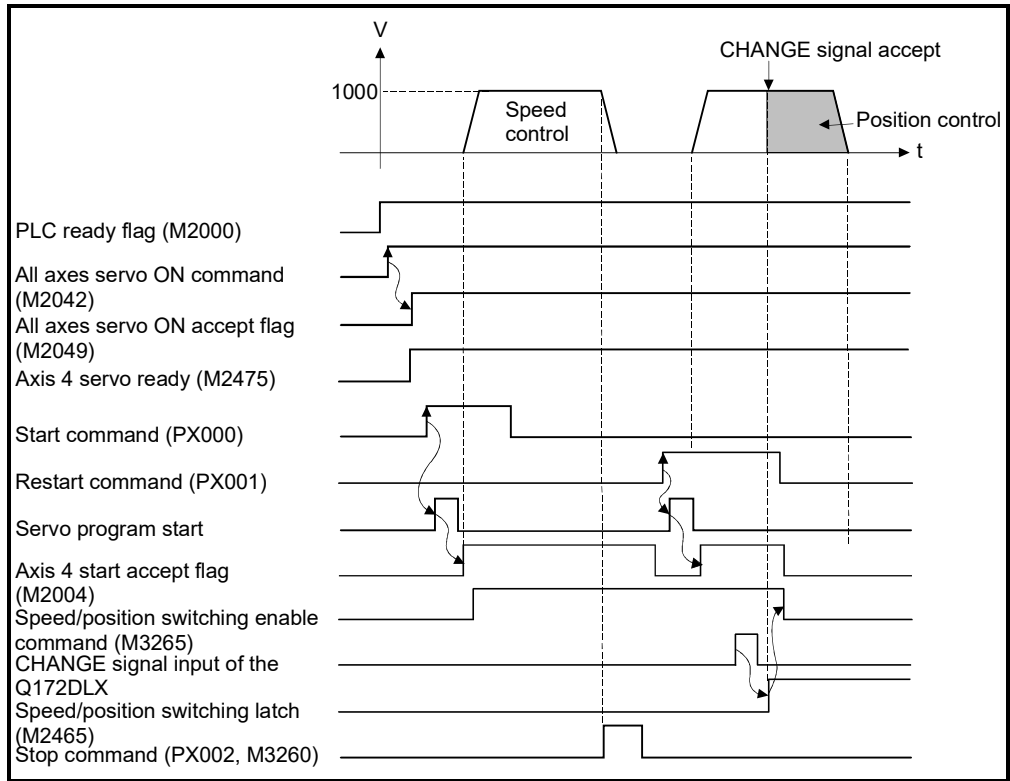 V
CHANGE signal accept
1000
Speed
control
Position control
t
PLC ready flag (M2000)
All axes servo ON command
(M2042)
All axes servo ON accept flag
(M2049)
Axis 4 servo ready (M2475)
Start command (PX000)
Restart command (PX001)
Servo program start
Axis 4 start accept flag
(M2004)
Speed/position switching enable
command (M3265)
CHANGE signal input of the
Q172DLX
Speed/position switching latch
(M2465)
Stop command (PX002, M3260)